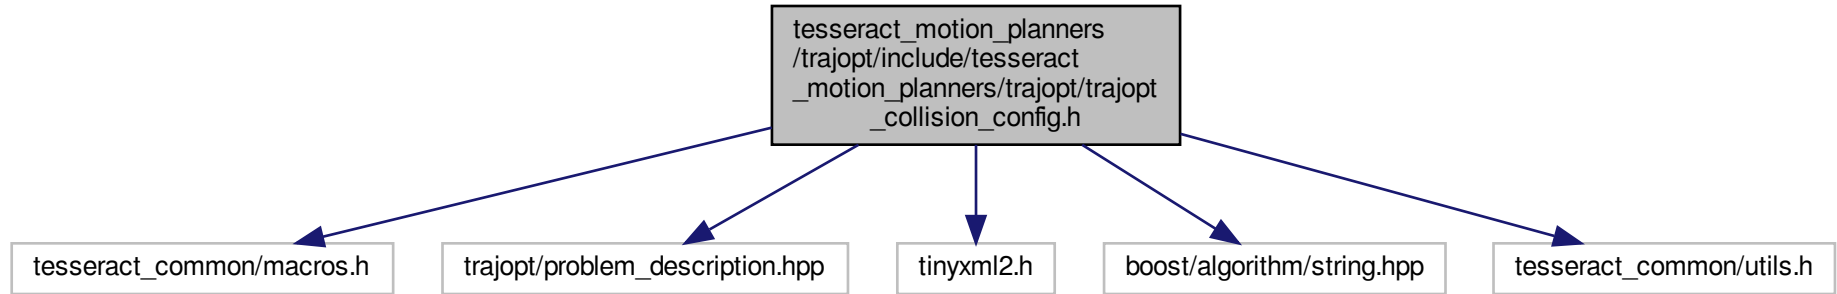 tesseract_motion_planners
/trajopt/include/tesseract
_motion_planners/trajopt/trajopt
_collision_config.h
tesseract_common/macros.h
trajopt/problem_description.hpp
tinyxml2.h
boost/algorithm/string.hpp
tesseract_common/utils.h